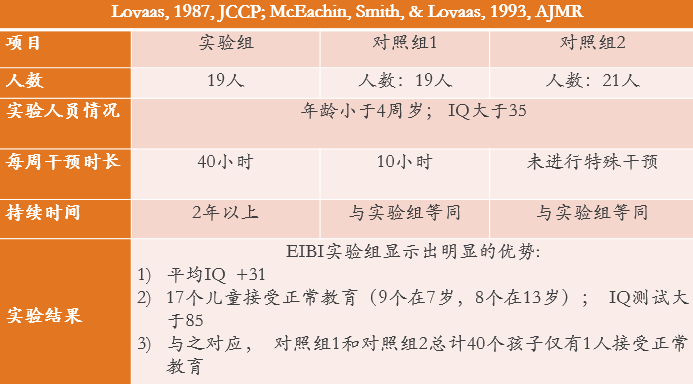 Lovaas, 1987, JCCP; McEachin, Smith, & Lovaas, 1993, AJMR
项目 实验组 对照组1 对照组2
人数 19人 人数：19人 人数：21人
实验人员情况 年龄小于4周岁； IQ大于35
每周干预时长 40小时 10小时 未进行特殊干预
持续时间 2年以上 与实验组等同 与实验组等同
实验结果
EIBI实验组显示出明显的优势:
1) 平均IQ +31
2) 17个儿童接受正常教育（9个在7岁，8个在13岁）； IQ测试大
于85
3) 与之对应， 对照组1和对照组2总计40个孩子仅有1人接受正常
教育